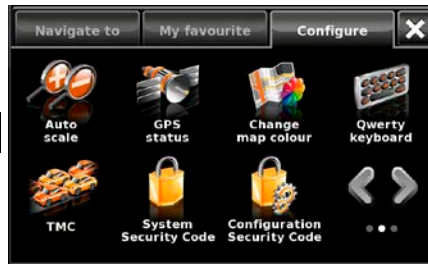 Navigate to
My favourite
Configure
Auto
scale
GPS
status
Change
map colour
Qwerty
keyboard
TMC
System
Security Code
Configuration
Security Code